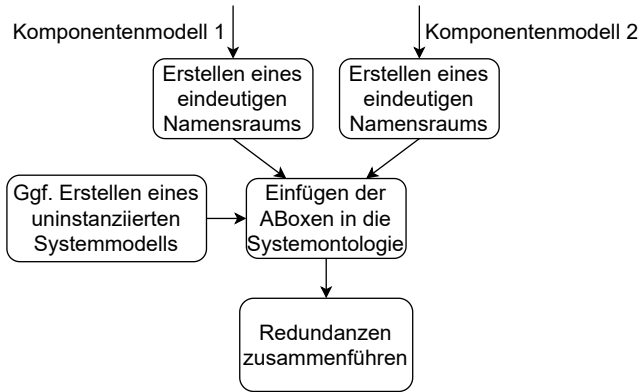 Komponentenmodell 1
Komponentenmodell 2
Erstellen eines
eindeutigen
Namensraums
Erstellen eines
eindeutigen
Namensraums
Ggf. Erstellen eines
uninstanziierten
Systemmodells
Einfügen der
ABoxen in die
Systemontologie
Redundanzen
zusammenführen